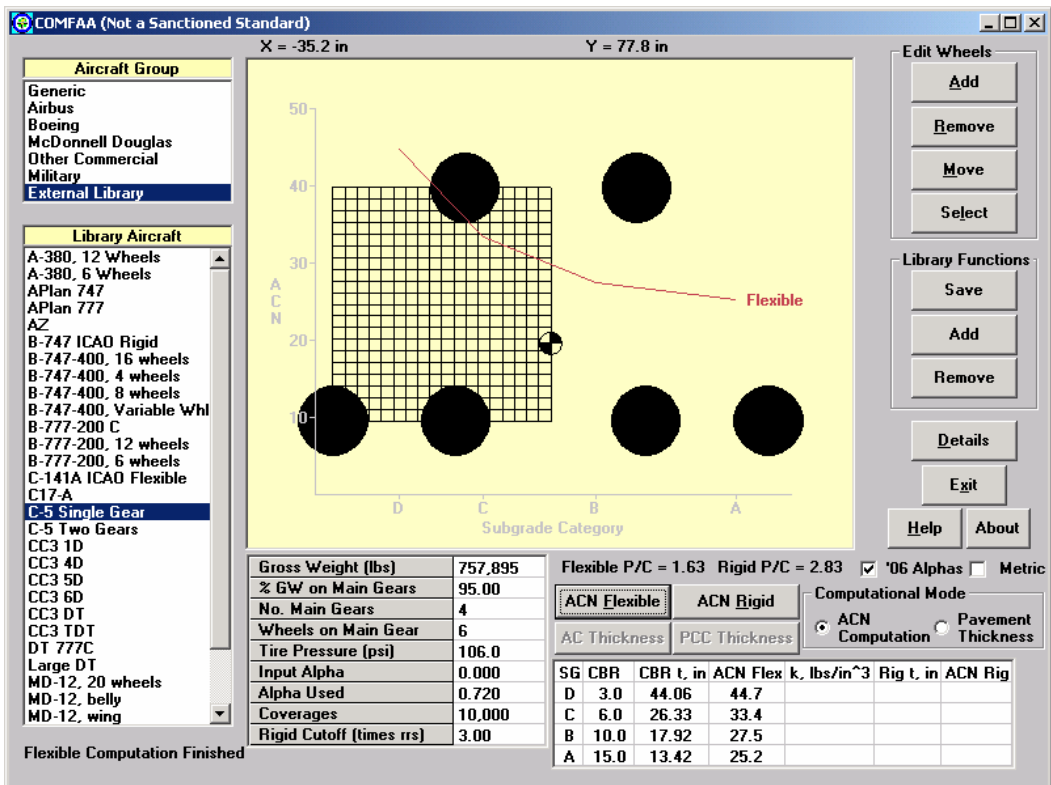 COMFAA (Not a Sanctioned Standard)
X = -35.2 in Y = 77.8 in
Aircraft Group
Generic
Airbus
Boeing
McDonnell Douglas
Other Commercial
Military
External Library
Library Aircraft
A-380, 12 Wheels
A-380, 6 Wheels
APlan 747
APlan 777
AZ
B-747 ICAO Rigid
B-747-400, 16 wheels
B-747-400, 4 wheels
B-747-400, 8 wheels
B-747-400, Variable Whl
B-777-200 C
B-777-200, 12 wheels
B-777-200, 6 wheels
C-141A ICAO Flexible
C17-A
C-5 Single Gear
C-5 Two Gears
CC3 1D
CC3 4D
CC3 5D
CC3 6D
CC3 DT
CC3 TDT
DT 777C
Large DT
MD-12, 20 wheels
MD-12, belly
MD-12, wing
Flexible Computation Finished
50
40
30
20
10
ACN
Flexible
D C B A
Subgrade Category
Edit Wheels
Add
Remove
Move
Select
Library Functions
Save
Add
Remove
Details
Exit
Help About
Gross Weight (lbs) 757,895
% GW on Main Gears 95.00
No. Main Gears 4
Wheels on Main Gear 6
Tire Pressure (psi) 106.0
Input Alpha 0.000
Alpha Used 0.720
Coverages 10,000
Rigid Cutoff (times rrs) 3.00
Flexible P/C = 1.63 Rigid P/C = 2.83 '06 Alphas Metric
ACN Flexible ACN Rigid
AC Thickness PCC Thickness
Computational Mode
ACN Computation
Pavement Thickness
SG CBR CBR t, in ACN Flex k, lbs/in^3 Rig t, in ACN Rig
D 3.0 44.06 44.7
C 6.0 26.33 33.4
B 10.0 17.92 27.5
A 15.0 13.42 25.2